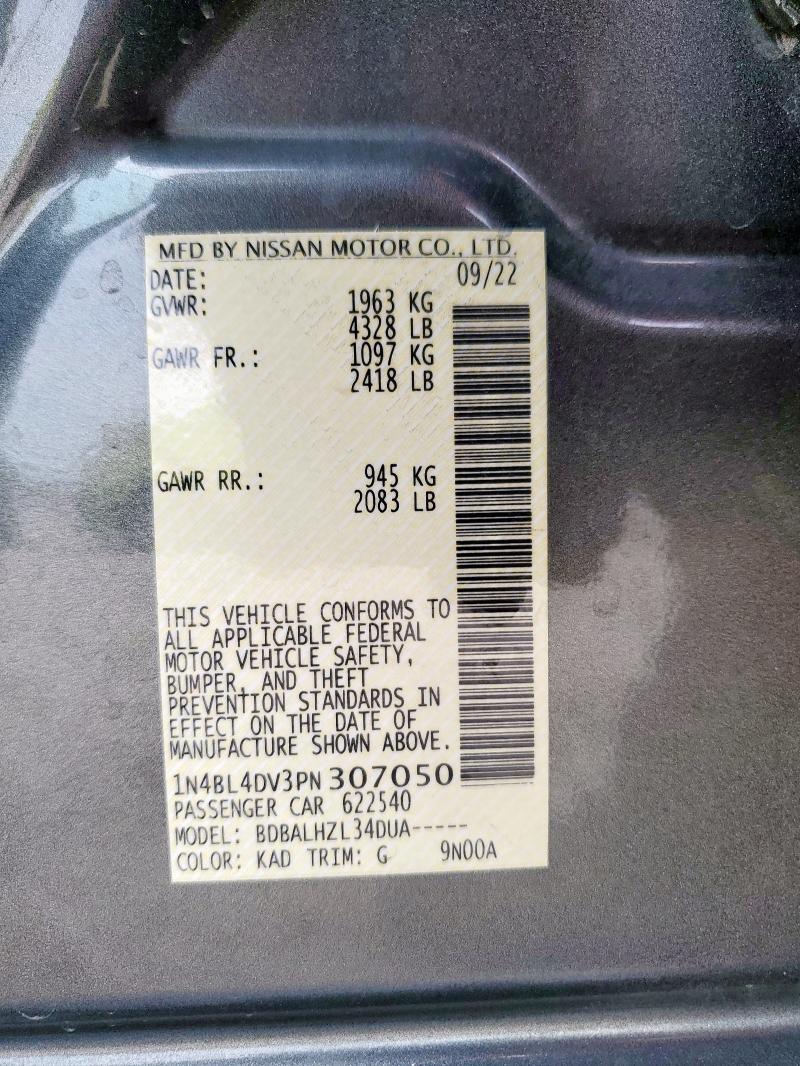 MFD BY NISSAN MOTOR CO., LTD.
DATE: 09/22
GVWR: 1963 KG
4328 LB
GAWR FR.: 1097 KG
2418 LB
GAWR RR.: 945 KG
2083 LB
THIS VEHICLE CONFORMS TO
ALL APPLICABLE FEDERAL
MOTOR VEHICLE SAFETY,
BUMPER, AND THEFT
PREVENTION STANDARDS IN
EFFECT ON THE DATE OF
MANUFACTURE SHOWN ABOVE.
1N4BL4DV3PN307050
PASSENGER CAR 622540
MODEL: BDBALHZL34DUA-----
COLOR: KAD TRIM: G 9N00A